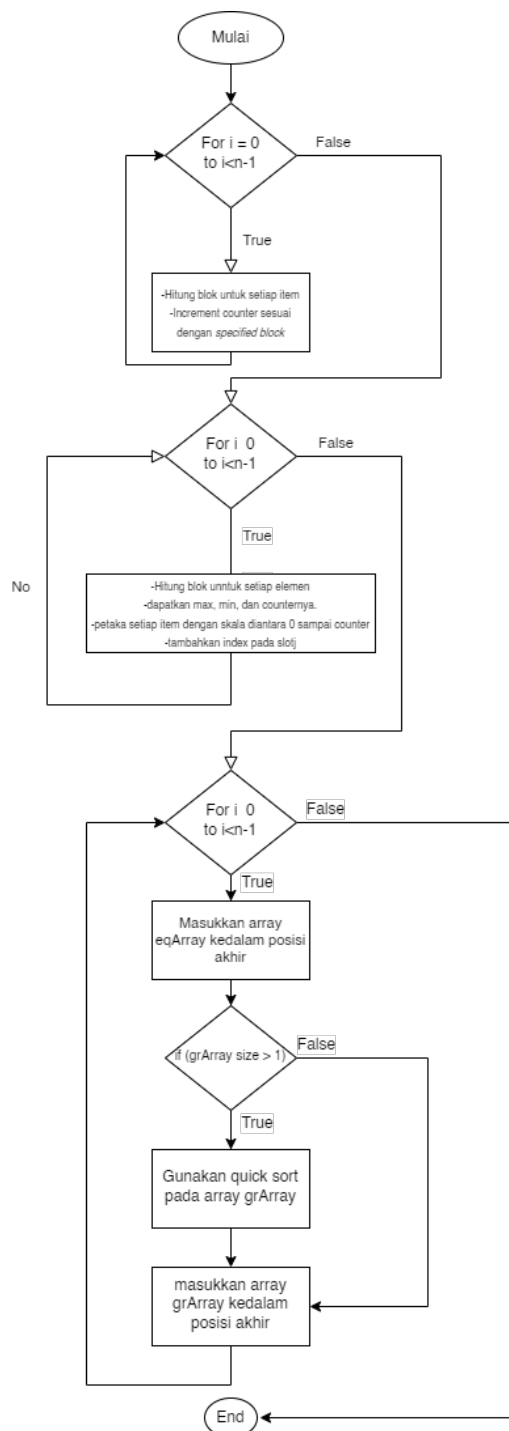 Mulai
For i = 0
to i<n-1
False
True
-Hitung blok untuk setiap item
-Increment counter sesuai
dengan specified block
For i 0
to i<n-1
False
True
No
-Hitung blok unntuk setiap elemen
-dapatkan max, min, dan counternya.
-petaka setiap item dengan skala diantara 0 sampai counter
-tambahkan index pada slotj
For i 0
to i<n-1
False
True
Masukkan array
eqArray kedalam posisi
akhir
if (grArray size > 1)
False
True
Gunakan quick sort
pada array grArray
masukkan array
grArray kedalam
posisi akhir
End